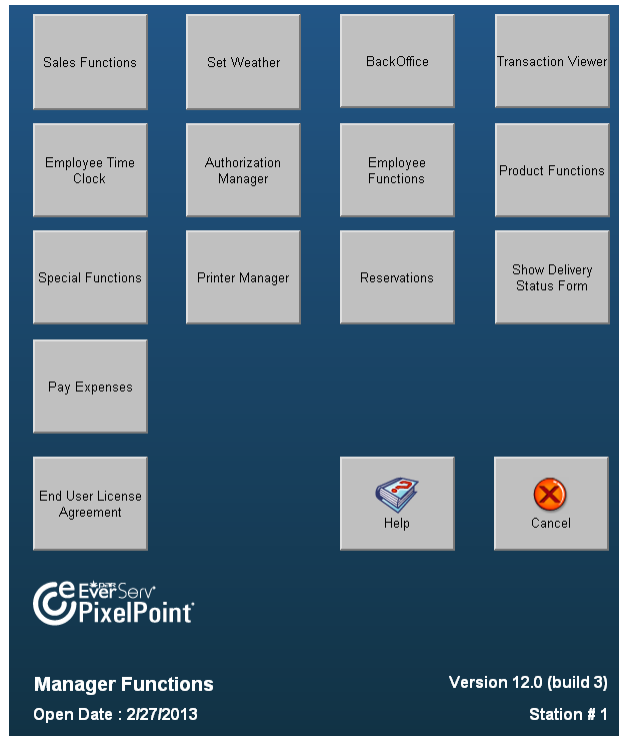 Sales Functions
Set Weather
BackOffice
Transaction Viewer
Employee Time
Clock
Authorization
Manager
Employee
Functions
Product Functions
Special Functions
Printer Manager
Reservations
Show Delivery
Status Form
Pay Expenses
End User License
Agreement
Help
Cancel
par
EverServ
PixelPoint
Manager Functions
Version 12.0 (build 3)
Open Date : 2/27/2013
Station # 1